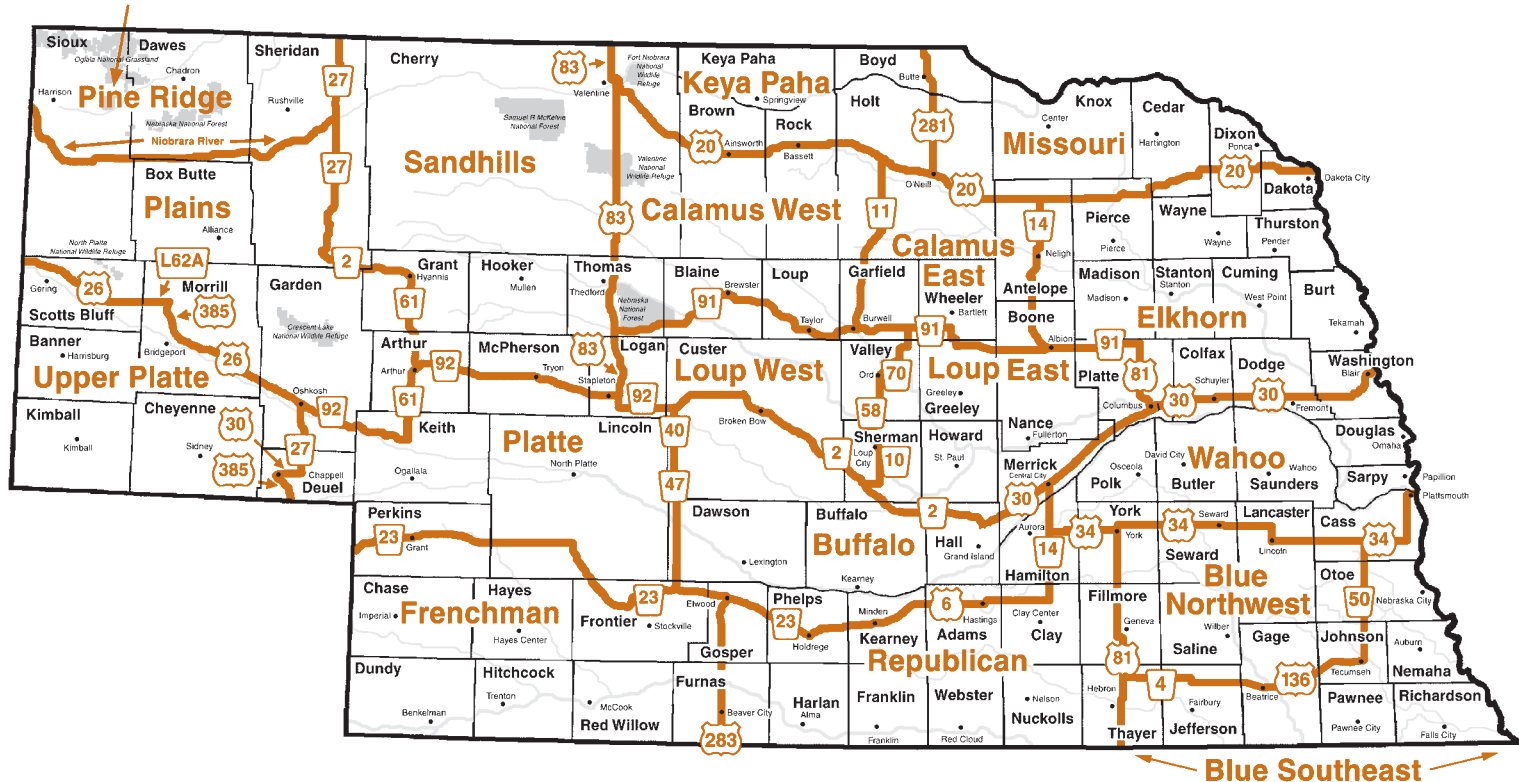 Sioux
Oglala National Grassland
Dawes
Chadron
Harrison
Pine Ridge
Nebraska National Forest
Niobrara River
Sheridan
Rushville
27
Cherry
83
Valentine
Fort Niobrara
National
Wildlife
Refuge
Samuel R McKelvie
National Forest
Valentine
National
Wildlife Refuge
Sandhills
Keya Paha
Keya Paha
Springview
Brown
20
Ainsworth
Rock
Bassett
Boyd
Butte
Holt
281
O'Neill
20
Knox
Center
Missouri
Cedar
Hartington
Dixon
Ponca
20
Dakota
Dakota City
Box Butte
Plains
Alliance
27
2
83
Calamus West
11
Calamus
East
14
Neligh
Antelope
Pierce
Pierce
Wayne
Wayne
Thurston
Pender
North Platte
National Wildlife Refuge
L62A
26
Gering
Scotts Bluff
Morrill
385
Bridgeport
26
Garden
Crescent Lake
National Wildlife Refuge
Oshkosh
Grant
Hyannis
61
Hooker
Mullen
Thomas
Thedford
Nebraska
National
Forest
Blaine
Brewster
91
Loup
Taylor
Garfield
Burwell
Wheeler
Bartlett
91
Boone
Albion
Madison
Madison
Stanton
Stanton
Cuming
West Point
Burt
Tekamah
Elkhorn
Banner
Harrisburg
Upper Platte
Kimball
Kimball
Cheyenne
Sidney
30
385
27
Chappell
Deuel
92
Arthur
Arthur
92
61
McPherson
Tryon
83
Stapleton
Logan
92
Custer
Loup West
Broken Bow
Valley
Ord
70
58
Loup East
Greeley
Greeley
91
Platte
81
Columbus
Colfax
Schuyler
30
Dodge
30
Fremont
Washington
Blair
Keith
Ogallala
Platte
Lincoln
North Platte
40
47
2
Sherman
Loup
City
10
Howard
St. Paul
Nance
Fullerton
Merrick
Central City
30
Osceola
Polk
David City
Butler
Wahoo
Wahoo
Saunders
Douglas
Omaha
Sarpy
Papillion
Plattsmouth
Perkins
23
Grant
Dawson
Lexington
Buffalo
Buffalo
Kearney
2
Hall
Grand Island
Aurora
14
Hamilton
34
York
York
34
Seward
Seward
Lancaster
Lincoln
Cass
34
Chase
Imperial
Frenchman
Hayes
Hayes Center
Frontier
23
Stockville
Elwood
Gosper
Phelps
23
Holdrege
Minden
Kearney
6
Hastings
Adams
Clay Center
Clay
Fillmore
Geneva
Blue
Northwest
Wilber
Saline
Gage
Otoe
50
Nebraska City
Johnson
Tecumseh
Auburn
Nemaha
Republican
Dundy
Benkelman
Hitchcock
Trenton
McCook
Red Willow
Furnas
Beaver City
283
Harlan
Alma
Franklin
Franklin
Webster
Red Cloud
Nelson
Nuckolls
Hebron
81
Thayer
4
Fairbury
Jefferson
Beatrice
136
Pawnee
Pawnee City
Richardson
Falls City
Blue Southeast